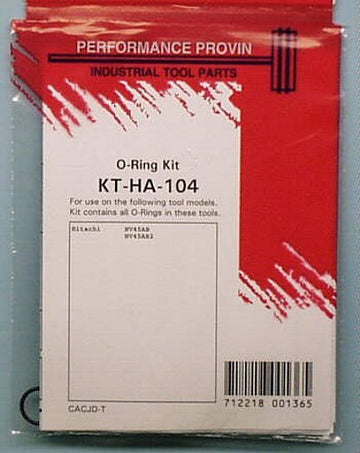 PERFORMANCE PROVIN
INDUSTRIAL TOOL PARTS
O-Ring Kit
KT-HA-104
For use on the following tool models.
Kit contains all O-Rings in these tools.
Hitachi NV45AB
NV45AB2
712218 001365
CACJD-T